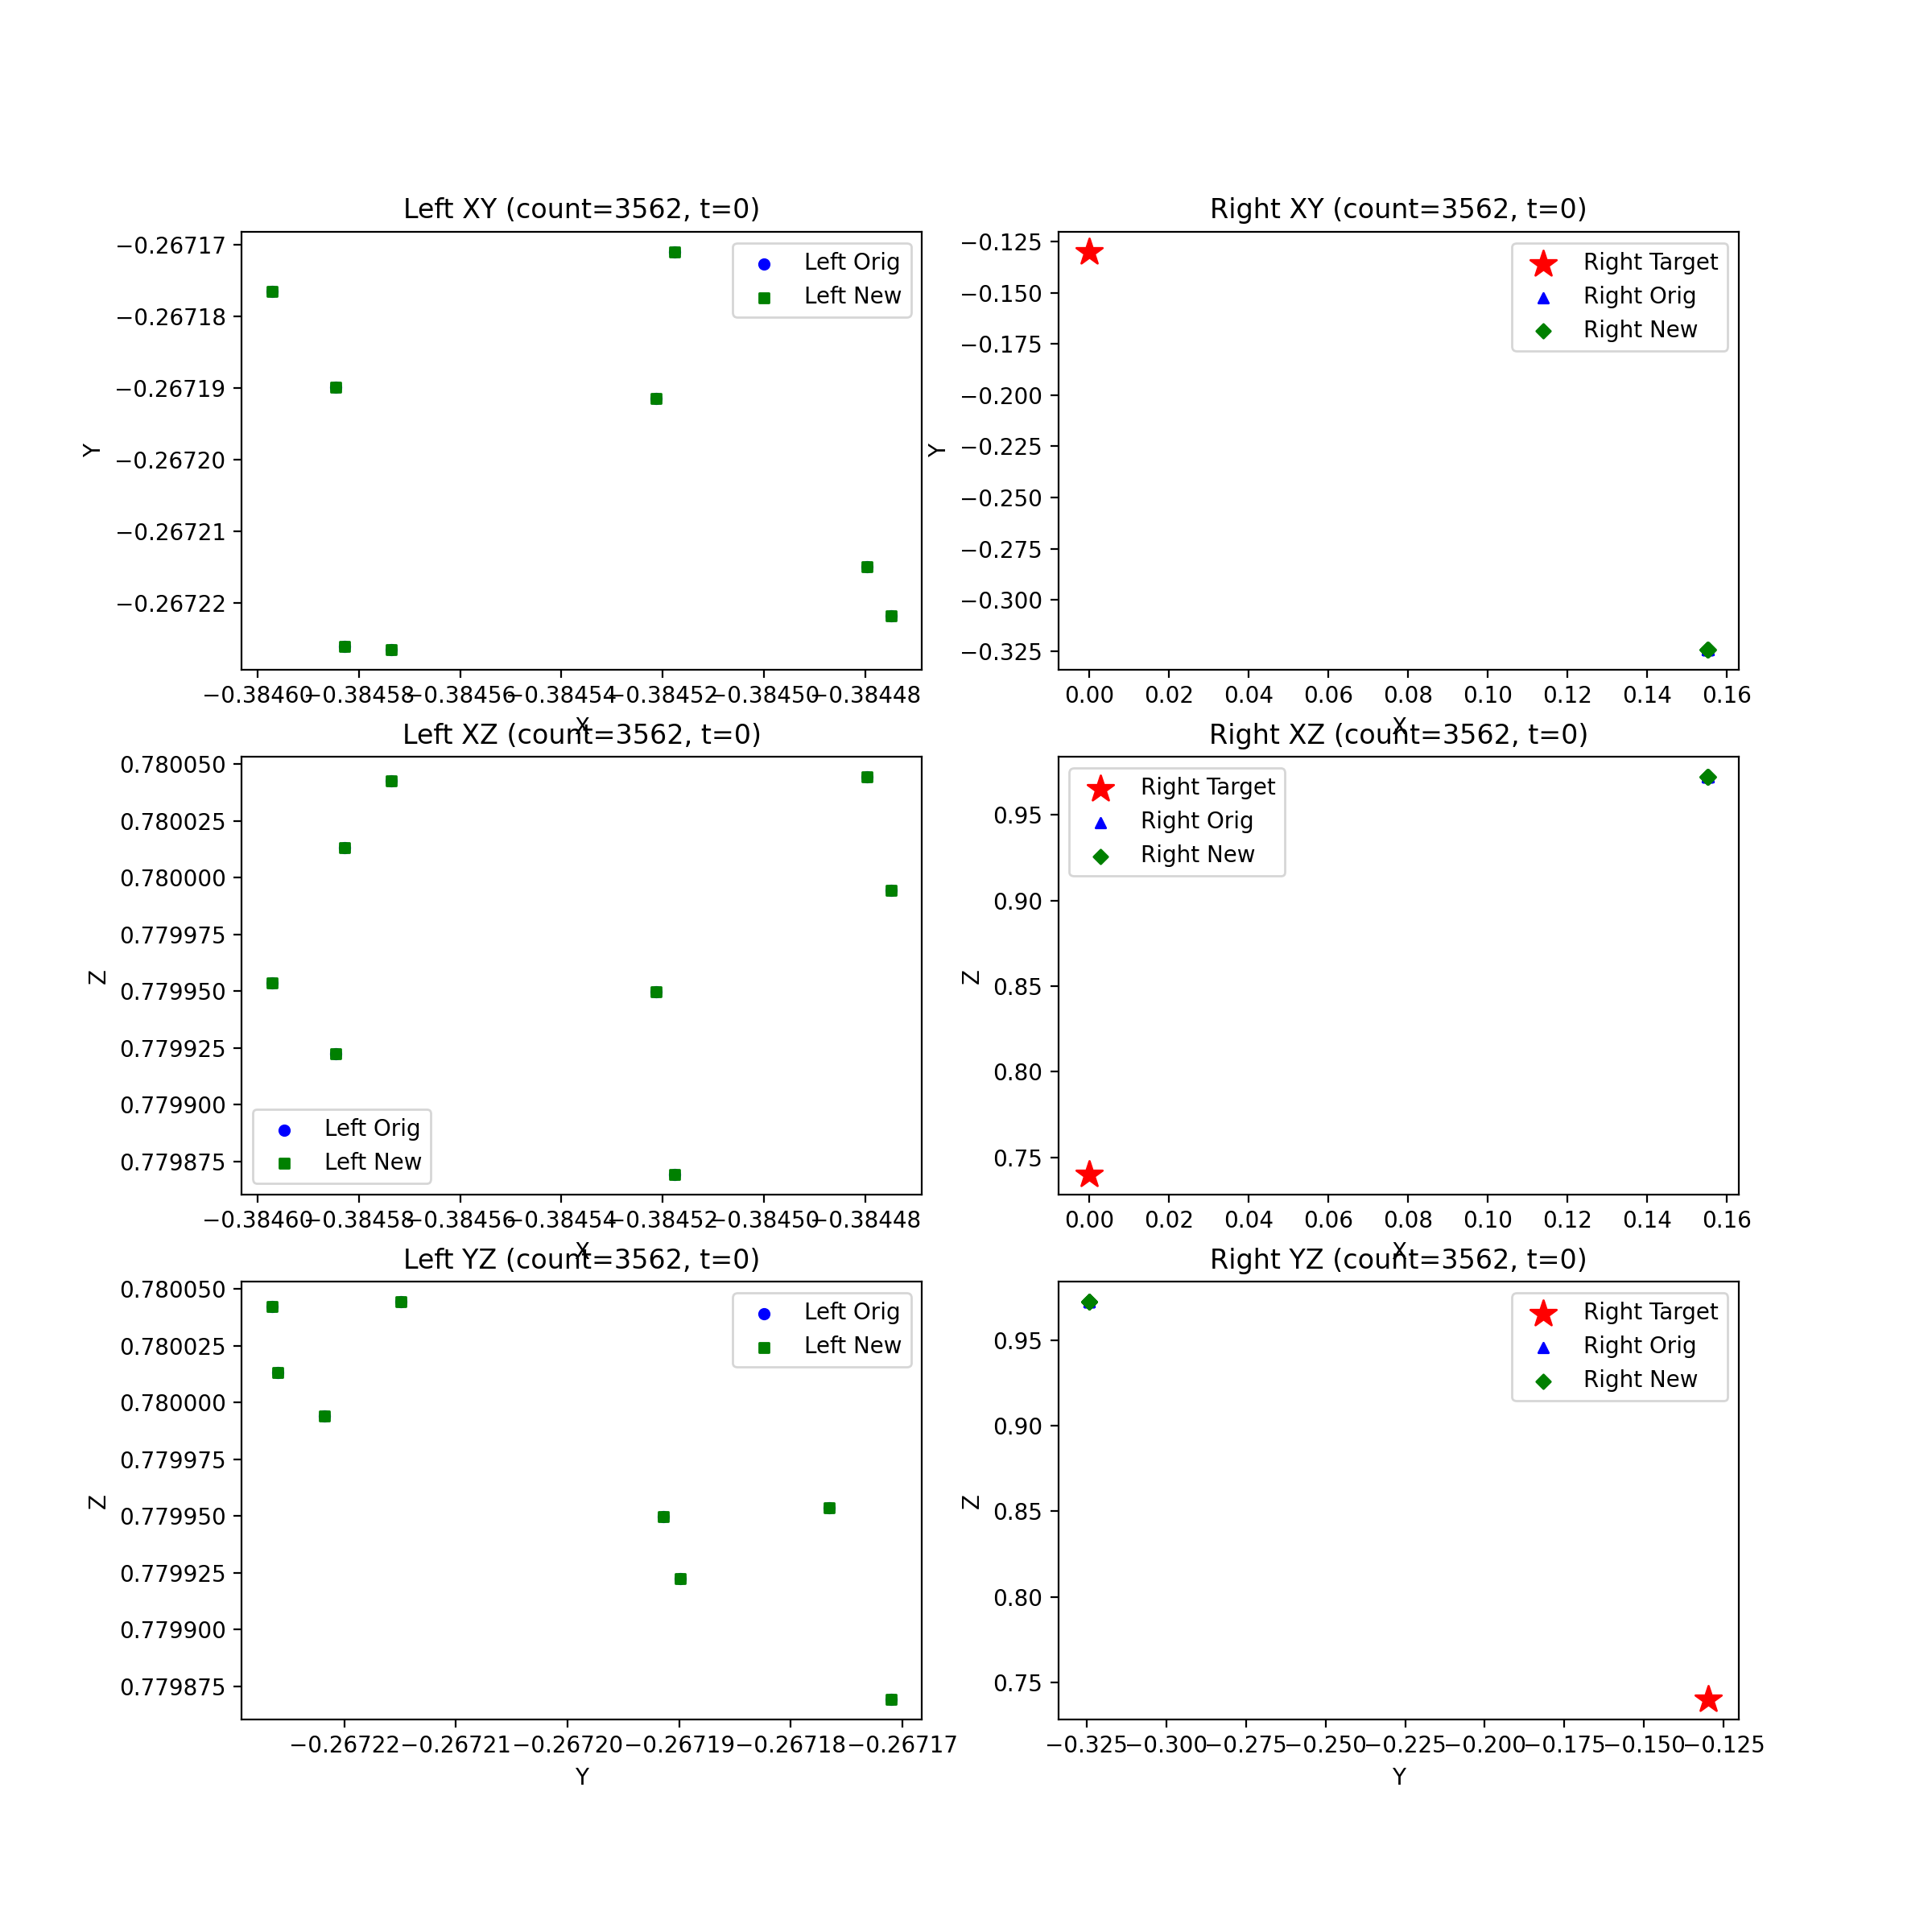 Left XY (count=3562, t=0)
−0.26717
−0.26718
−0.26719
−0.26720
−0.26721
−0.26722
Y
Left Orig
Left New
−0.38460 −0.38458 −0.38456 −0.38454 −0.38452 −0.38450 −0.38448
X
Right XY (count=3562, t=0)
−0.125
−0.150
−0.175
−0.200
−0.225
−0.250
−0.275
−0.300
−0.325
Y
Right Target
Right Orig
Right New
0.00 0.02 0.04 0.06 0.08 0.10 0.12 0.14 0.16
X
Left XZ (count=3562, t=0)
0.780050
0.780025
0.780000
0.779975
0.779950
0.779925
0.779900
0.779875
Z
Left Orig
Left New
−0.38460 −0.38458 −0.38456 −0.38454 −0.38452 −0.38450 −0.38448
X
Right XZ (count=3562, t=0)
0.95
0.90
0.85
0.80
0.75
Z
Right Target
Right Orig
Right New
0.00 0.02 0.04 0.06 0.08 0.10 0.12 0.14 0.16
X
Left YZ (count=3562, t=0)
0.780050
0.780025
0.780000
0.779975
0.779950
0.779925
0.779900
0.779875
Z
Left Orig
Left New
−0.26722 −0.26721 −0.26720 −0.26719 −0.26718 −0.26717
Y
Right YZ (count=3562, t=0)
0.95
0.90
0.85
0.80
0.75
Z
Right Target
Right Orig
Right New
−0.325 −0.300 −0.275 −0.250 −0.225 −0.200 −0.175 −0.150 −0.125
Y